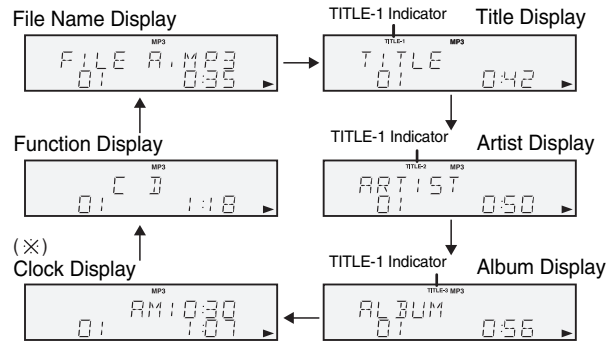 File Name Display
MP3
FILE A.MP3
01 0:35
TITLE-1 Indicator
Title Display
TITLE-1 MP3
TITLE
01 0:42
Function Display
MP3
CD
01 1:18
TITLE-1 Indicator
Artist Display
TITLE-2 MP3
ARTIST
01 0:50
(※)
Clock Display
MP3
AM10:30
01 1:07
TITLE-1 Indicator
Album Display
TITLE-3 MP3
ALBUM
01 0:56